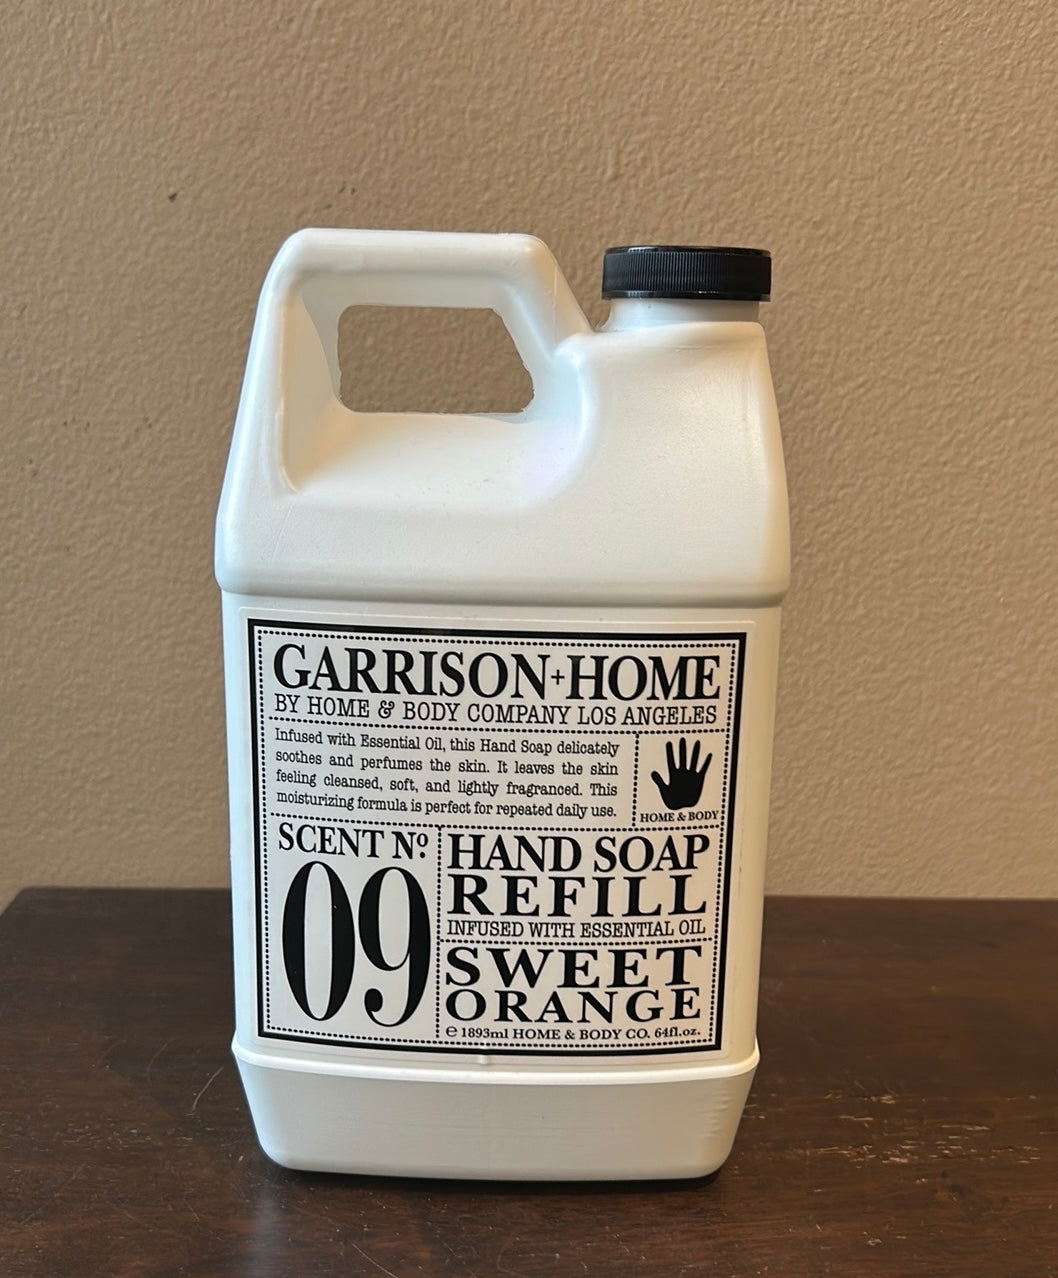 GARRISON+HOME
BY HOME & BODY COMPANY LOS ANGELES
Infused with Essential Oil, this Hand Soap delicately
soothes and perfumes the skin. It leaves the skin
feeling cleansed, soft, and lightly fragranced. This
moisturizing formula is perfect for repeated daily use.
HOME & BODY
SCENT Nº
09
HAND SOAP
REFILL
INFUSED WITH ESSENTIAL OIL
SWEET
ORANGE
℮ 1893ml HOME & BODY CO. 64fl.oz.